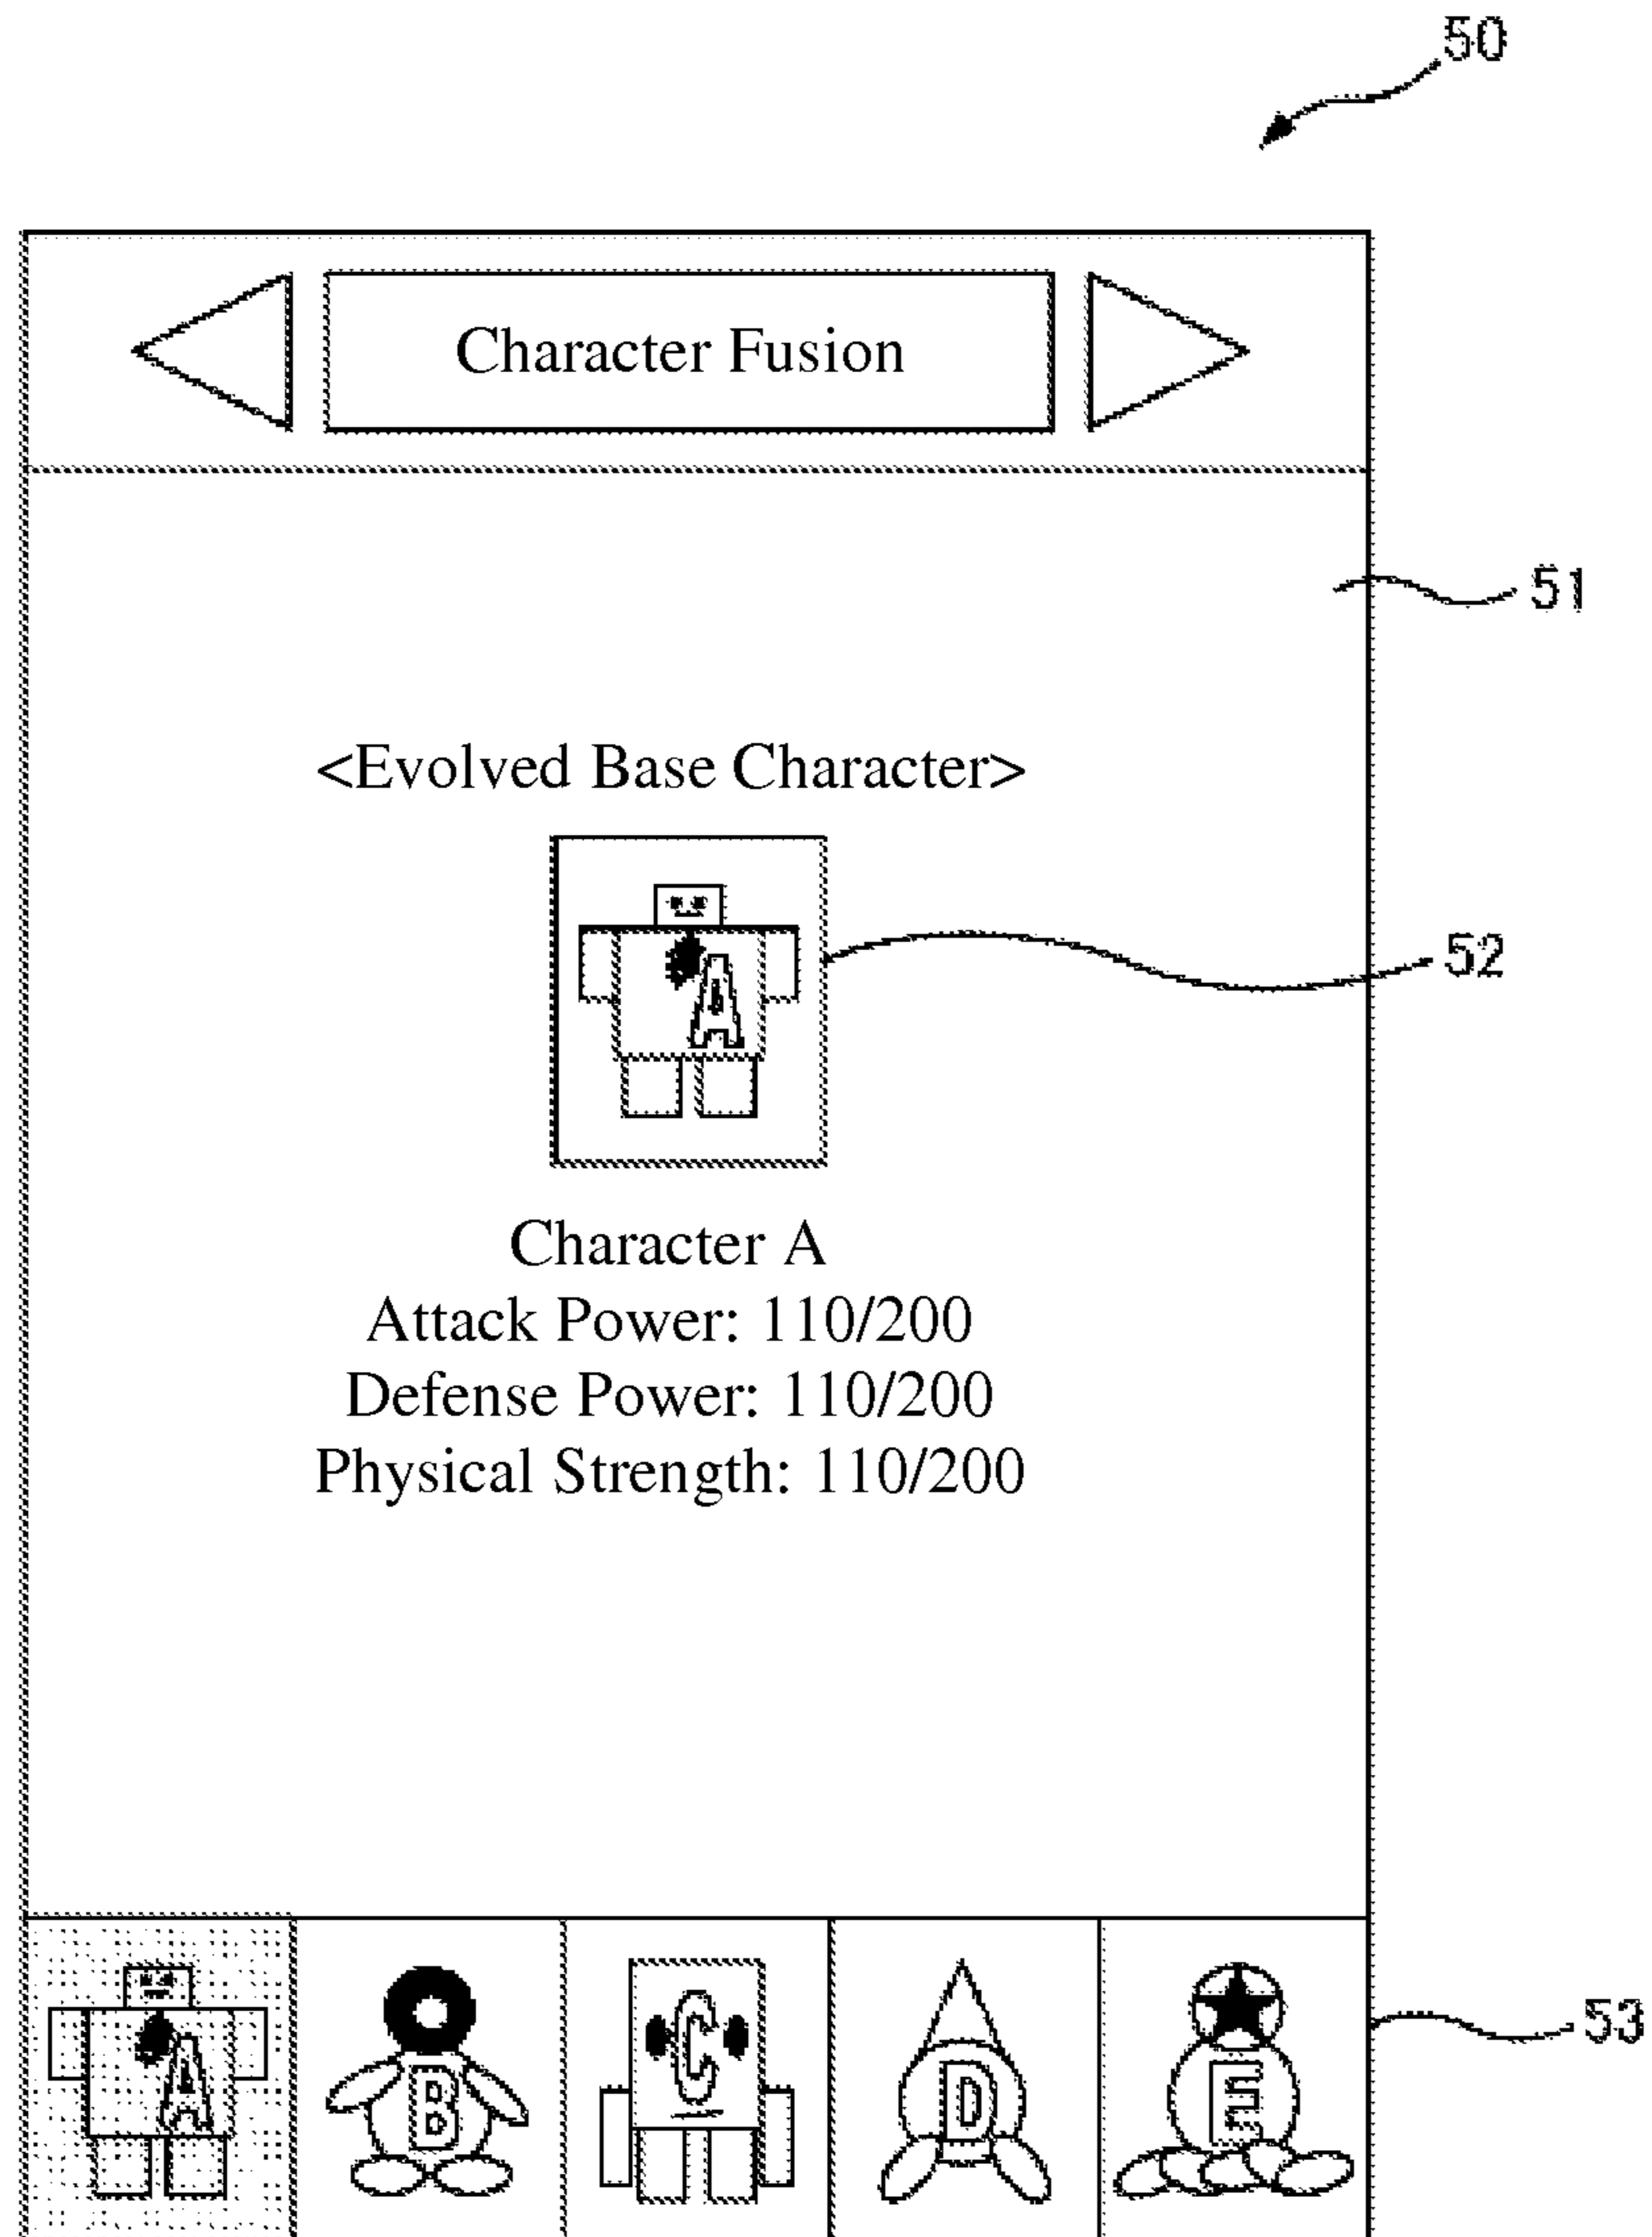 50
Character Fusion
51
<Evolved Base Character>
A
52
Character A
Attack Power: 110/200
Defense Power: 110/200
Physical Strength: 110/200
A B C D E
53